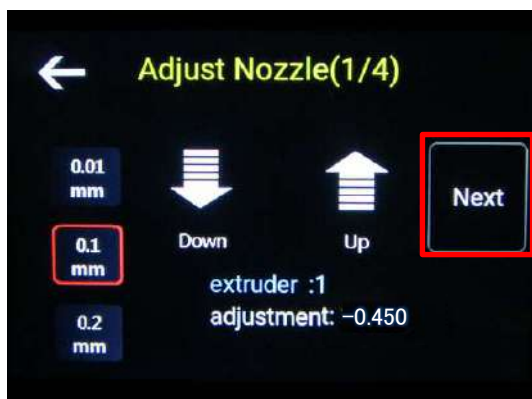 Adjust Nozzle(1/4)
0.01
mm
Down
Up
Next
0.1
mm
extruder :1
adjustment: -0.450
0.2
mm